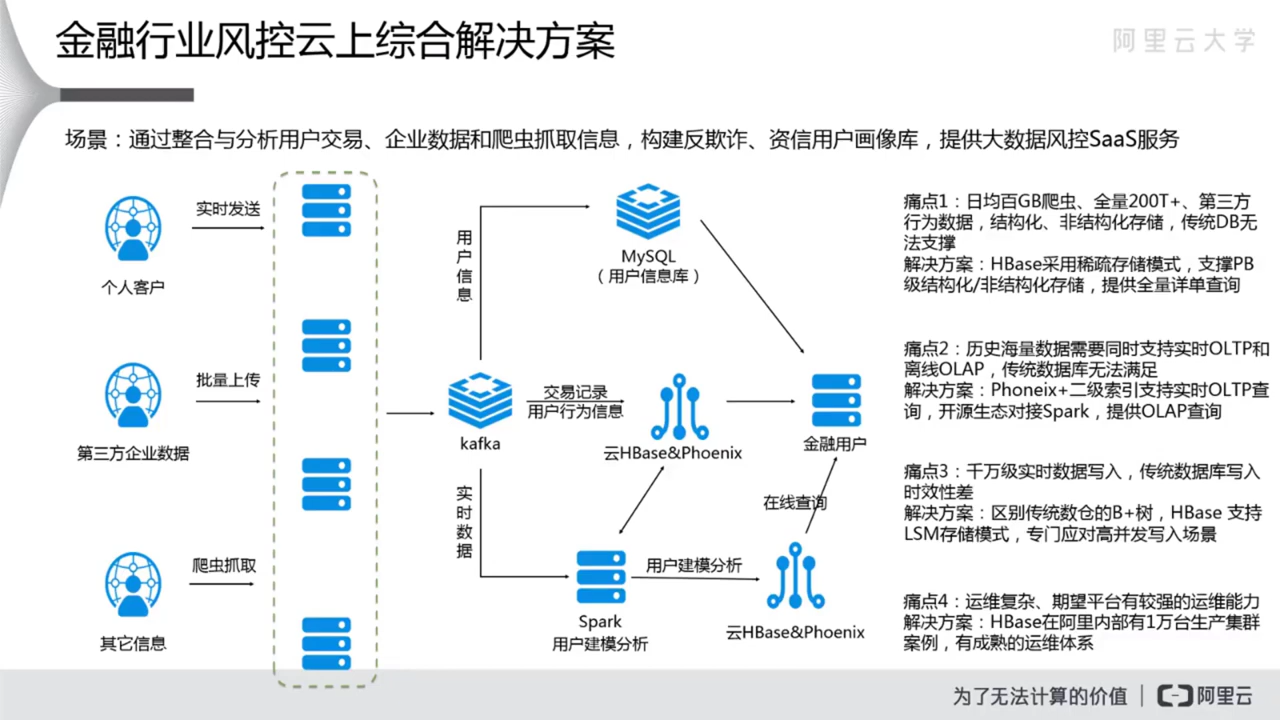 金融行业风控云上综合解决方案
阿里云大学
场景：通过整合与分析用户交易、企业数据和爬虫抓取信息，构建反欺诈、资信用户画像库，提供大数据风控SaaS服务
实时发送
个人客户
批量上传
第三方企业数据
爬虫抓取
其它信息
用户信息
kafka
实时数据
交易记录
用户行为信息
MySQL
（用户信息库）
云HBase&Phoenix
金融用户
在线查询
Spark
用户建模分析
用户建模分析
云HBase&Phoenix
痛点1：日均百GB爬虫、全量200T+、第三方
行为数据，结构化、非结构化存储，传统DB无
法支撑
解决方案：HBase采用稀疏存储模式，支撑PB
级结构化/非结构化存储，提供全量详单查询
痛点2：历史海量数据需要同时支持实时OLTP和
离线OLAP，传统数据库无法满足
解决方案：Phoneix+二级索引支持实时OLTP查
询，开源生态对接Spark，提供OLAP查询
痛点3：千万级实时数据写入，传统数据库写入
时效性差
解决方案：区别传统数仓的B+树，HBase 支持
LSM存储模式，专门应对高并发写入场景
痛点4：运维复杂、期望平台有较强的运维能力
解决方案：HBase在阿里内部有1万台生产集群
案例，有成熟的运维体系
为了无法计算的价值
阿里云